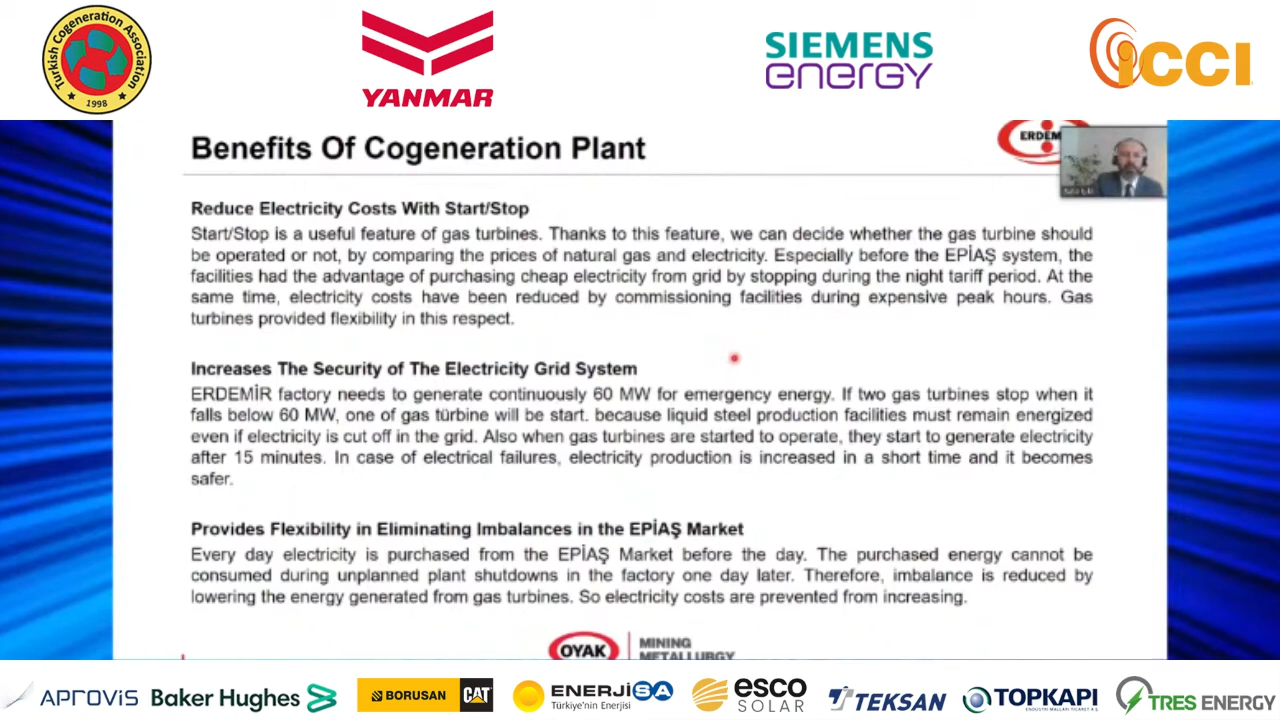 Turkish Cogeneration Association
1998
YANMAR
SIEMENS
energy
iCCI
Benefits Of Cogeneration Plant
ERDEM
Reduce Electricity Costs With Start/Stop
Start/Stop is a useful feature of gas turbines. Thanks to this feature, we can decide whether the gas turbine should
be operated or not, by comparing the prices of natural gas and electricity. Especially before the EPİAŞ system, the
facilities had the advantage of purchasing cheap electricity from grid by stopping during the night tariff period. At the
same time, electricity costs have been reduced by commissioning facilities during expensive peak hours. Gas
turbines provided flexibility in this respect.
Increases The Security of The Electricity Grid System
ERDEMİR factory needs to generate continuously 60 MW for emergency energy. If two gas turbines stop when it
falls below 60 MW, one of gas türbine will be start. because liquid steel production facilities must remain energized
even if electricity is cut off in the grid. Also when gas turbines are started to operate, they start to generate electricity
after 15 minutes. In case of electrical failures, electricity production is increased in a short time and it becomes
safer.
Provides Flexibility in Eliminating Imbalances in the EPİAŞ Market
Every day electricity is purchased from the EPİAŞ Market before the day. The purchased energy cannot be
consumed during unplanned plant shutdowns in the factory one day later. Therefore, imbalance is reduced by
lowering the energy generated from gas turbines. So electricity costs are prevented from increasing.
OYAK
MINING
METALLURGY
APROVIS
Baker Hughes
BORUSAN
CAT
ENERJİSA
Türkiye'nin Enerjisi
esco
SOLAR
TEKSAN
TOPKAPI
ENDÜSTRİ MALLARI TİCARET A.Ş.
TRES ENERGY